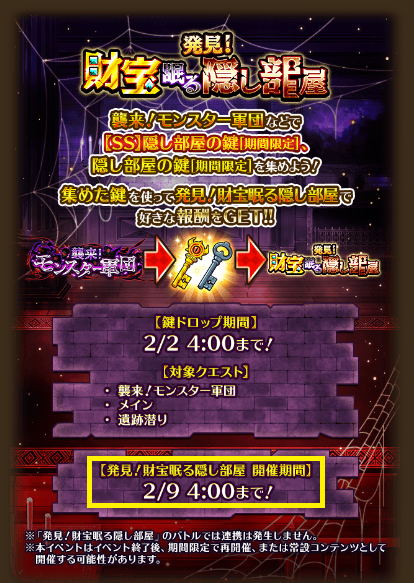 発見!
財宝眠る隠し部屋
襲来!モンスター軍団などで
【SS】隠し部屋の鍵[期間限定]、
隠し部屋の鍵[期間限定]を集めよう!
集めた鍵を使って発見!財宝眠る隠し部屋で
好きな報酬をGET!!
襲来!
モンスター軍団
発見!
財宝眠る隠し部屋
【鍵ドロップ期間】
2/2 4:00まで!
【対象クエスト】
・ 襲来!モンスター軍団
・ メイン
・ 遺跡潜り
【発見!財宝眠る隠し部屋 開催期間】
2/9 4:00まで!
※「発見!財宝眠る隠し部屋」のバトルでは連携は発生しません。
※本イベントはイベント終了後、期間限定で再開催、または常設コンテンツとして
開催する可能性があります。